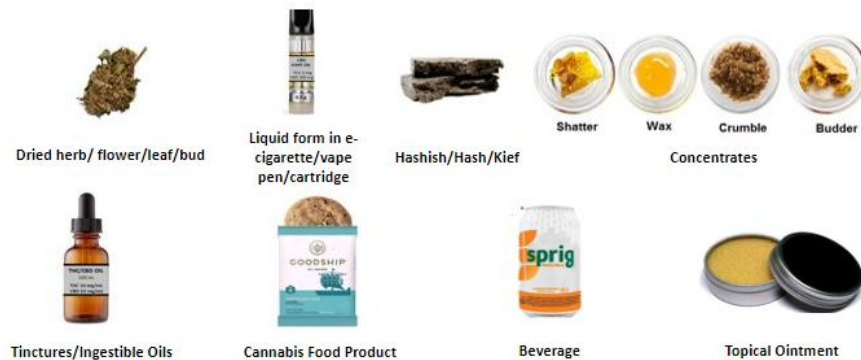 Shatter
Wax
Crumble
Budder
Dried herb/ flower/leaf/bud
Liquid form in e-
cigarette/vape
pen/cartridge
Hashish/Hash/Kief
Concentrates
THC/CBD OIL
GOODSHIP
sprig
Tinctures/Ingestible Oils
Cannabis Food Product
Beverage
Topical Ointment